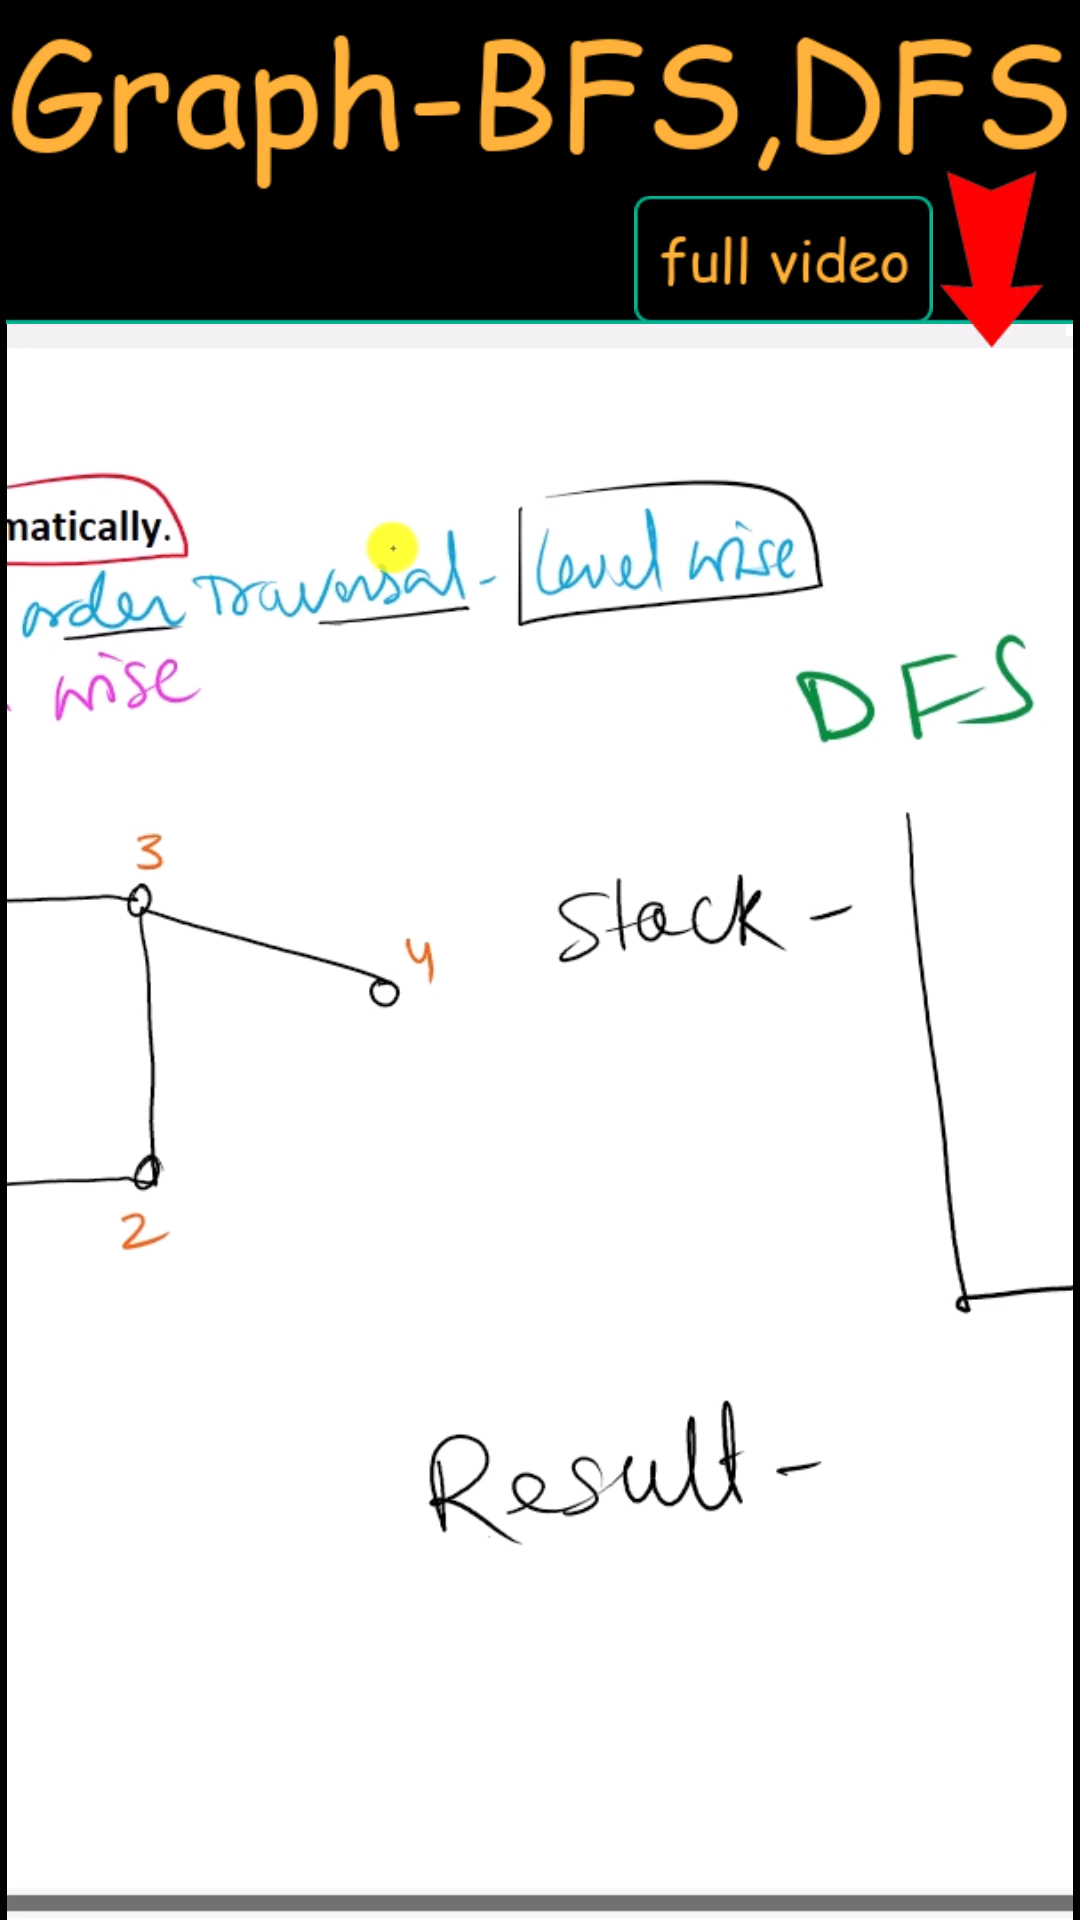 Graph-BFS,DFS
full video
matically.
order Traversal - Level wise
wise
DFS
3
Stack -
4
2
Result -